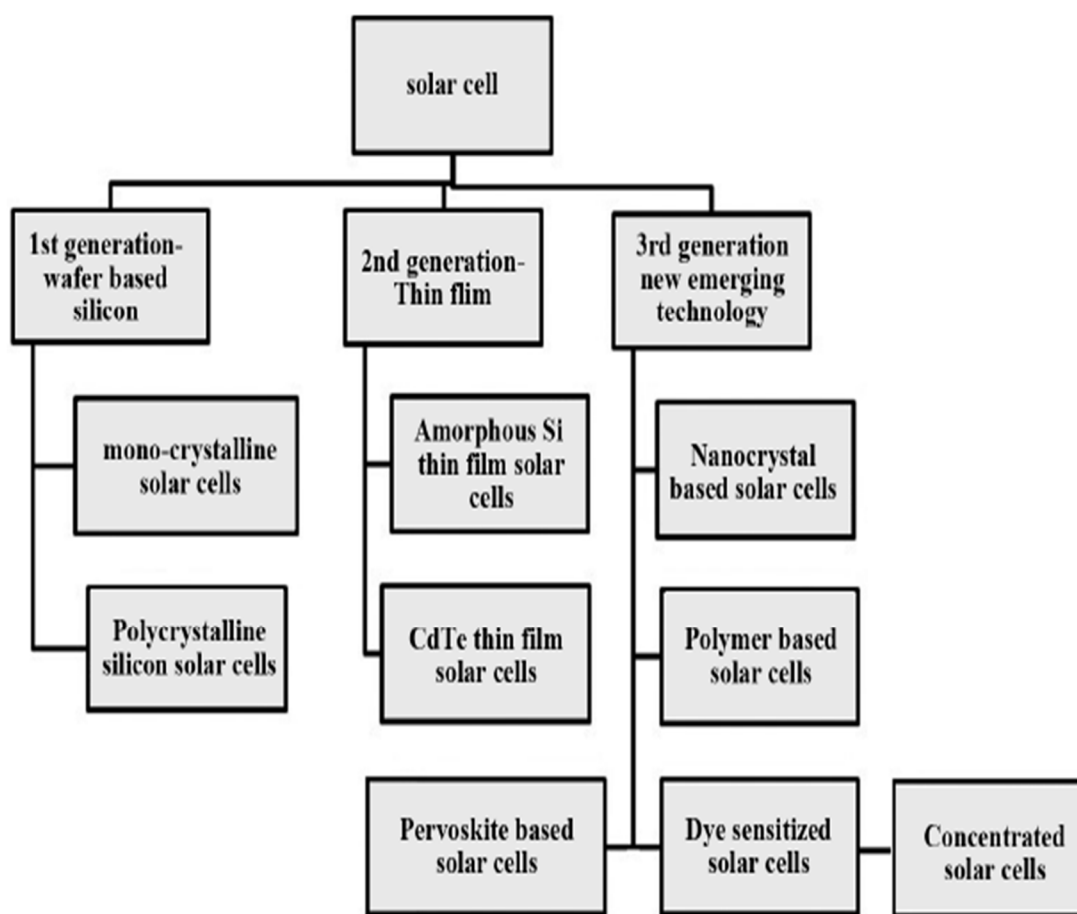 solar cell
1st generation-
wafer based
silicon
2nd generation-
Thin flim
3rd generation
new emerging
technology
mono-crystalline
solar cells
Amorphous Si
thin film solar
cells
Nanocrystal
based solar cells
Polycrystalline
silicon solar cells
CdTe thin film
solar cells
Polymer based
solar cells
Pervoskite based
solar cells
Dye sensitized
solar cells
Concentrated
solar cells